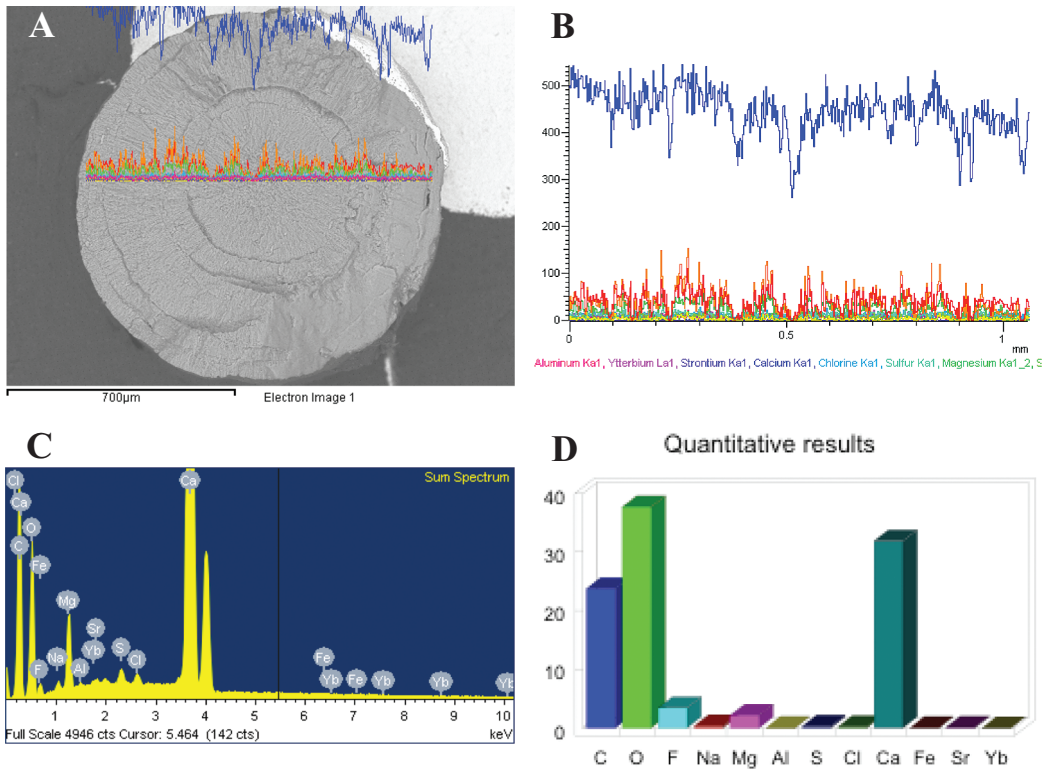 A
700µm
Electron Image 1
B
500
400
300
200
100
0
0
0.5
1
mm
Aluminum Ka1, Ytterbium La1, Strontium Ka1, Calcium Ka1, Chlorine Ka1, Sulfur Ka1, Magnesium Ka1_2, S
C
Sum Spectrum
Cl
Ca
Ca
O
C
Fe
Mg
Sr
Yb
Na
F
Al
S
Cl
Fe
Yb
Fe
Yb
Yb
Yb
1 2 3 4 5 6 7 8 9 10
Full Scale 4946 cts Cursor: 5.464 (142 cts)
keV
D
Quantitative results
40
30
20
10
0
C O F Na Mg Al S Cl Ca Fe Sr Yb